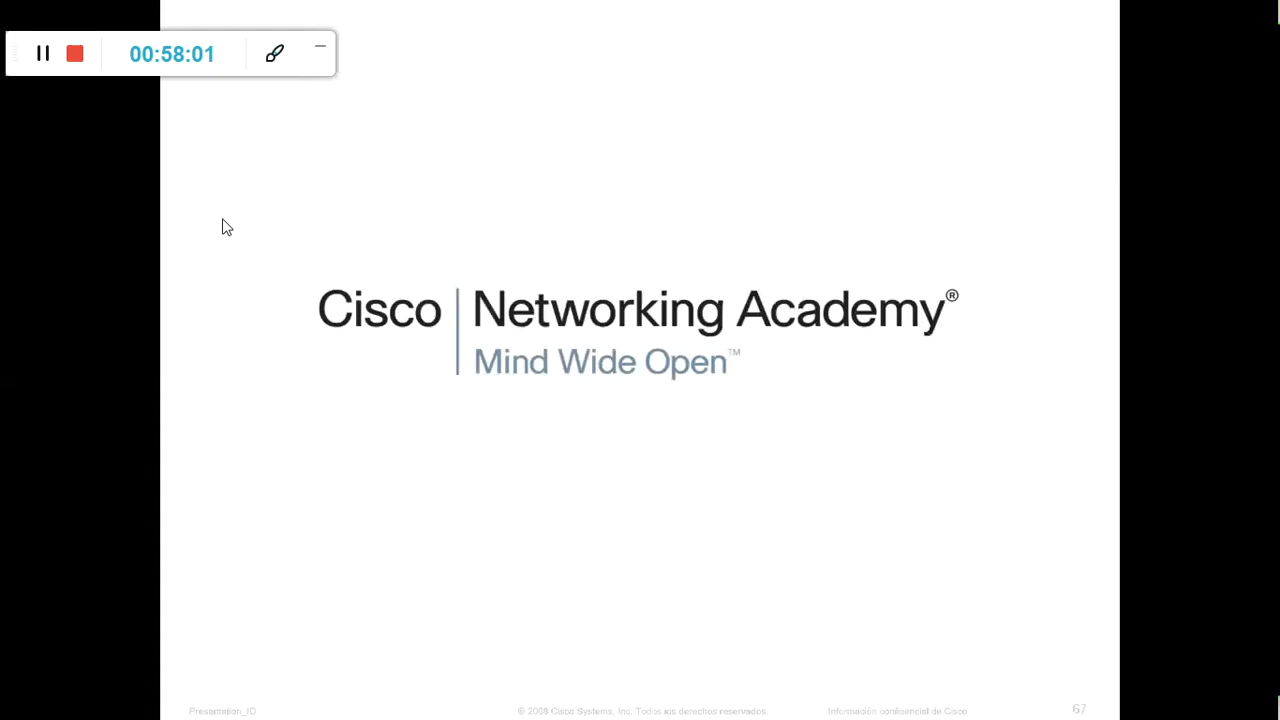 00:58:01
Cisco Networking Academy®
Mind Wide Open™
Presentation_ID © 2008 Cisco Systems, Inc. Todos los derechos reservados. Información confidencial de Cisco 67